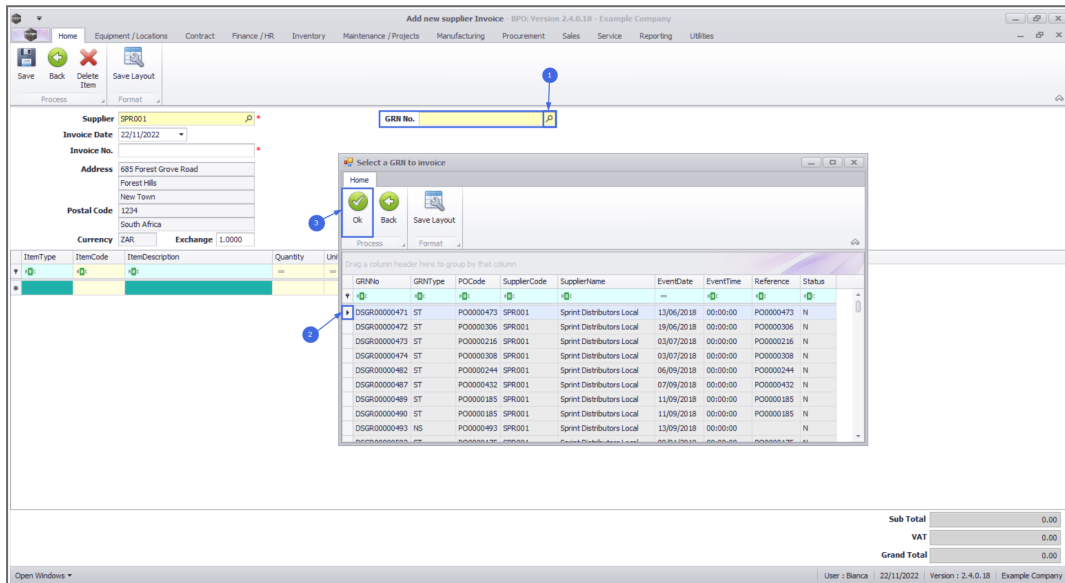 Add new supplier Invoice - BPO: Version 2.4.0.18 - Example Company
Home Equipment / Locations Contract Finance / HR Inventory Maintenance / Projects Manufacturing Procurement Sales Service Reporting Utilities
Save Back Delete Item Save Layout
Process Format
1
Supplier SPR001 *
GRN No.
Invoice Date 22/11/2022
Invoice No. *
Address 685 Forest Grove Road
Forest Hills
New Town
Postal Code 1234
South Africa
Currency ZAR Exchange 1.0000
ItemType ItemCode ItemDescription Quantity
Select a GRN to invoice
Home
3
Ok Back Save Layout
Process Format
Drag a column header here to group by that column
GRNNo GRNType POCode SupplierCode SupplierName EventDate EventTime Reference Status
2
DSGR00000471 ST PO0000473 SPR001 Sprint Distributors Local 13/06/2018 00:00:00 PO0000473 N
DSGR00000472 ST PO0000306 SPR001 Sprint Distributors Local 19/06/2018 00:00:00 PO0000306 N
DSGR00000473 ST PO0000216 SPR001 Sprint Distributors Local 03/07/2018 00:00:00 PO0000216 N
DSGR00000474 ST PO0000308 SPR001 Sprint Distributors Local 03/07/2018 00:00:00 PO0000308 N
DSGR00000482 ST PO0000244 SPR001 Sprint Distributors Local 06/09/2018 00:00:00 PO0000244 N
DSGR00000487 ST PO0000432 SPR001 Sprint Distributors Local 07/09/2018 00:00:00 PO0000432 N
DSGR00000489 ST PO0000185 SPR001 Sprint Distributors Local 11/09/2018 00:00:00 PO0000185 N
DSGR00000490 ST PO0000185 SPR001 Sprint Distributors Local 11/09/2018 00:00:00 PO0000185 N
DSGR00000493 NS PO0000493 SPR001 Sprint Distributors Local 13/09/2018 00:00:00 N
Sub Total 0.00
VAT 0.00
Grand Total 0.00
Open Windows User : Bianca 22/11/2022 Version : 2.4.0.18 Example Company